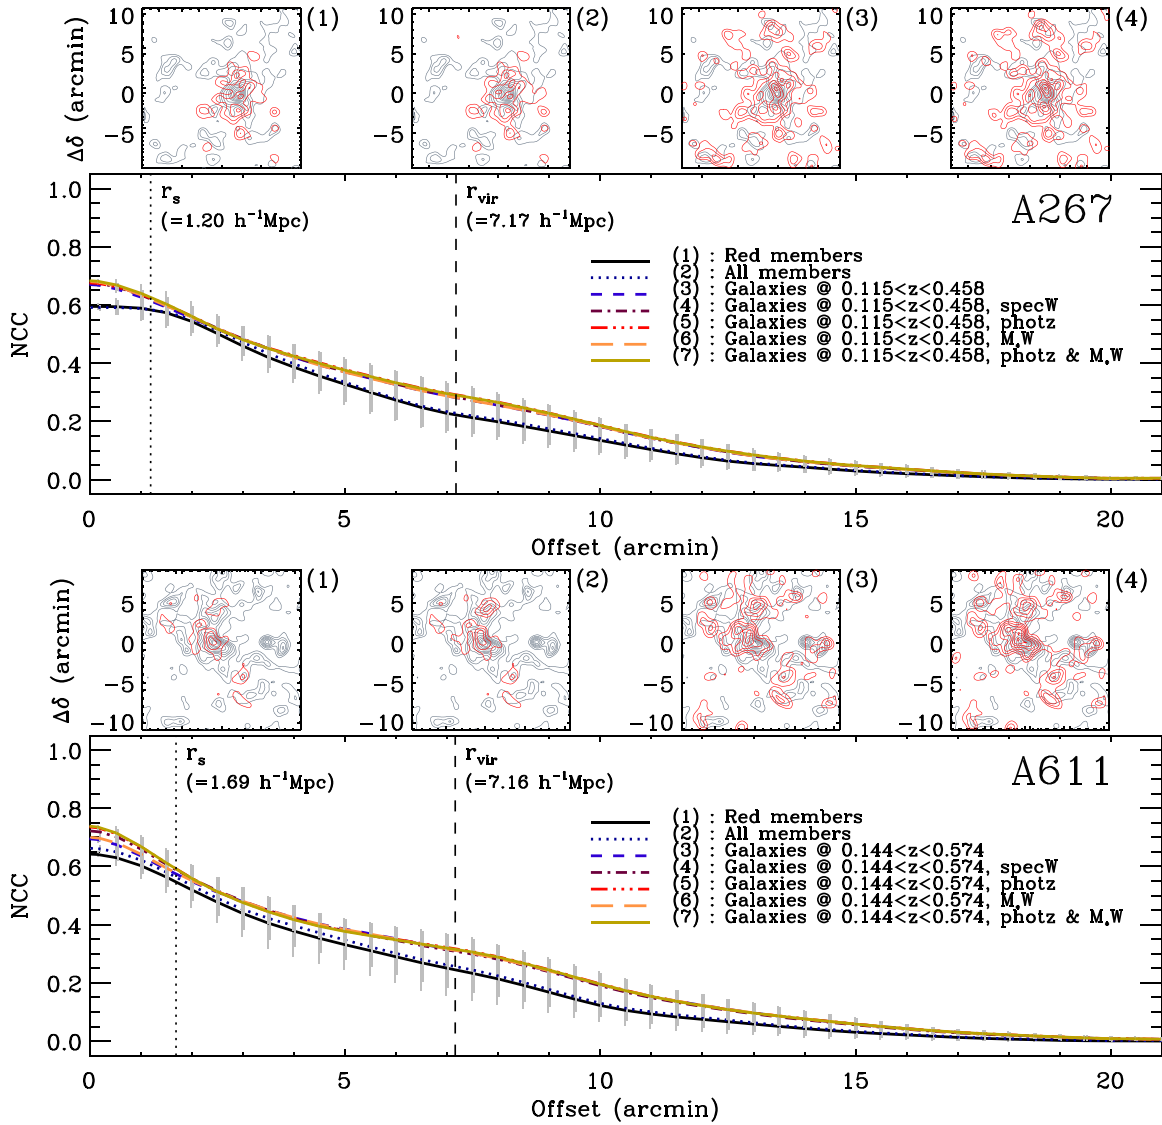 (1) (2) (3) (4)
10
5
0
−5
Δδ (arcmin)
10
5
0
−5
10
5
0
−5
10
5
0
−5
A267
r_s
(=1.20 h⁻¹Mpc)
r_vir
(=7.17 h⁻¹Mpc)
(1) : Red members
(2) : All members
(3) : Galaxies @ 0.115<z<0.458
(4) : Galaxies @ 0.115<z<0.458, specW
(5) : Galaxies @ 0.115<z<0.458, photz
(6) : Galaxies @ 0.115<z<0.458, M*W
(7) : Galaxies @ 0.115<z<0.458, photz & M*W
1.0
0.8
0.6
0.4
0.2
0.0
NCC
0 5 10 15 20
Offset (arcmin)
(1) (2) (3) (4)
5
0
−5
−10
Δδ (arcmin)
5
0
−5
−10
5
0
−5
−10
5
0
−5
−10
A611
r_s
(=1.69 h⁻¹Mpc)
r_vir
(=7.16 h⁻¹Mpc)
(1) : Red members
(2) : All members
(3) : Galaxies @ 0.144<z<0.574
(4) : Galaxies @ 0.144<z<0.574, specW
(5) : Galaxies @ 0.144<z<0.574, photz
(6) : Galaxies @ 0.144<z<0.574, M*W
(7) : Galaxies @ 0.144<z<0.574, photz & M*W
1.0
0.8
0.6
0.4
0.2
0.0
NCC
0 5 10 15 20
Offset (arcmin)